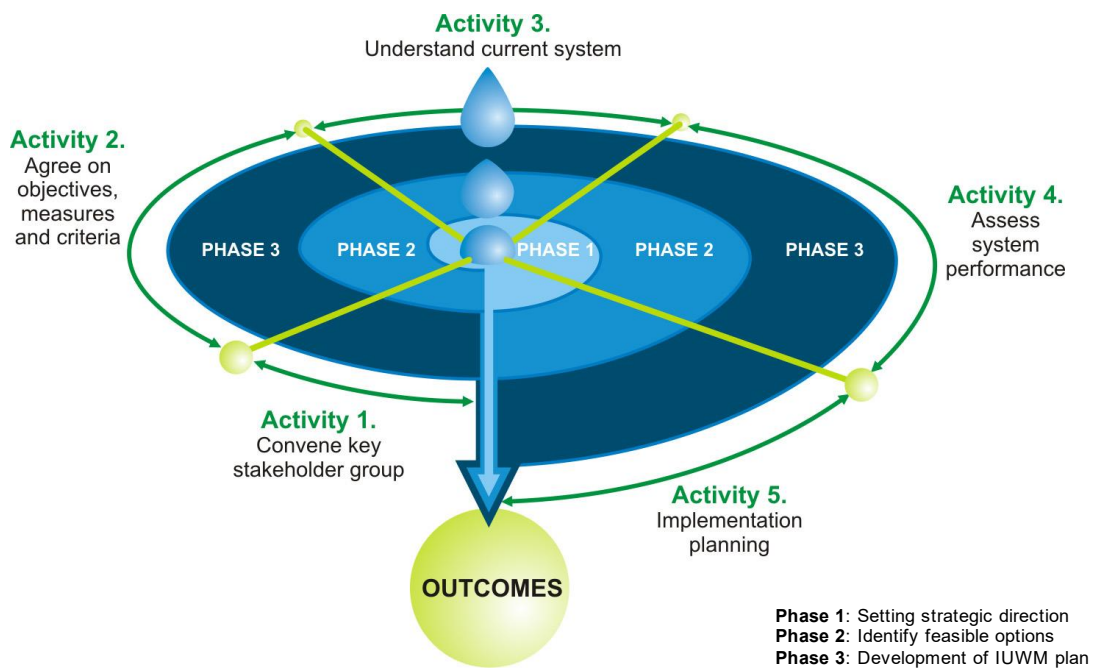 Activity 3.
Understand current system
Activity 2.
Agree on
objectives,
measures
and criteria
PHASE 3
PHASE 2
PHASE 1
PHASE 2
PHASE 3
Activity 4.
Assess
system
performance
Activity 1.
Convene key
stakeholder group
Activity 5.
Implementation
planning
OUTCOMES
Phase 1: Setting strategic direction
Phase 2: Identify feasible options
Phase 3: Development of IUWM plan